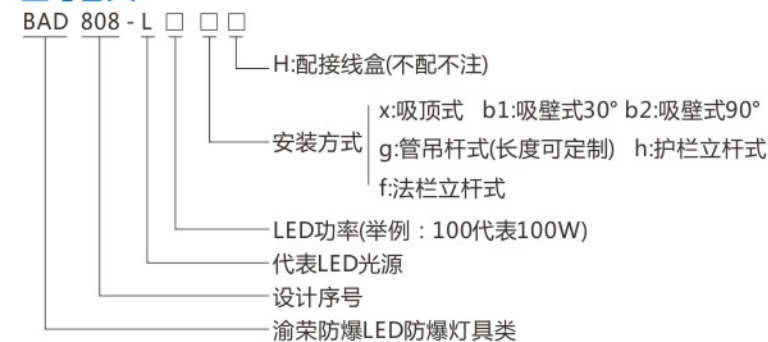 BAD 808 - L □ □ □
H:配接线盒(不配不注)
x:吸顶式 b1:吸壁式30° b2:吸壁式90°
安装方式
g:管吊杆式(长度可定制) h:护栏立杆式
f:法栏立杆式
LED功率(举例：100代表100W)
代表LED光源
设计序号
渝荣防爆LED防爆灯具类